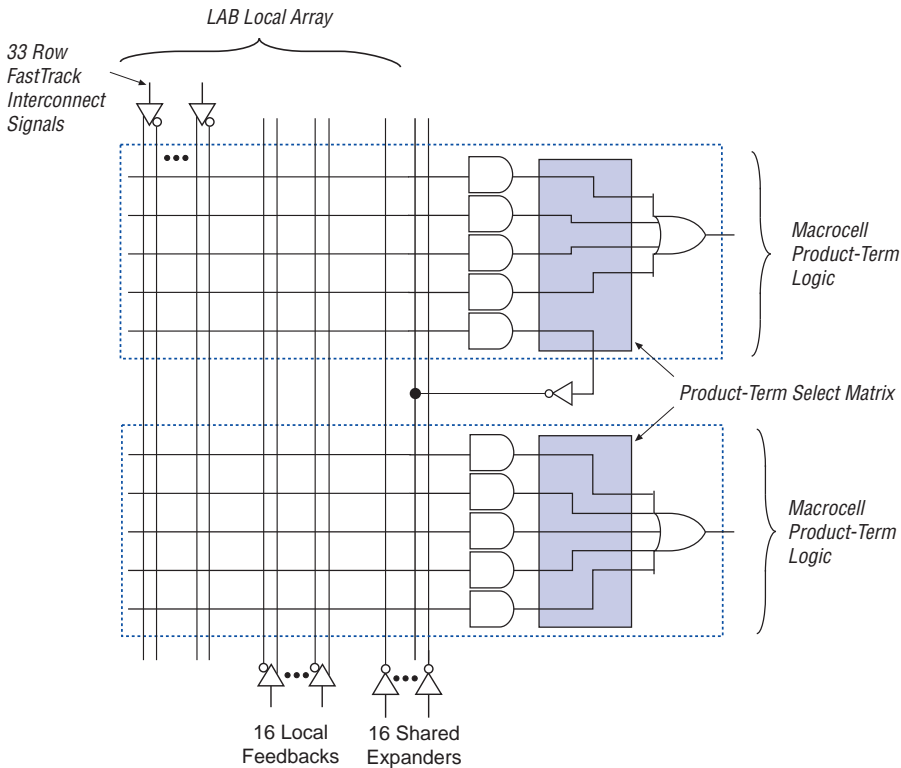 LAB Local Array
33 Row
FastTrack
Interconnect
Signals
Macrocell
Product-Term
Logic
Product-Term Select Matrix
Macrocell
Product-Term
Logic
16 Local
Feedbacks
16 Shared
Expanders